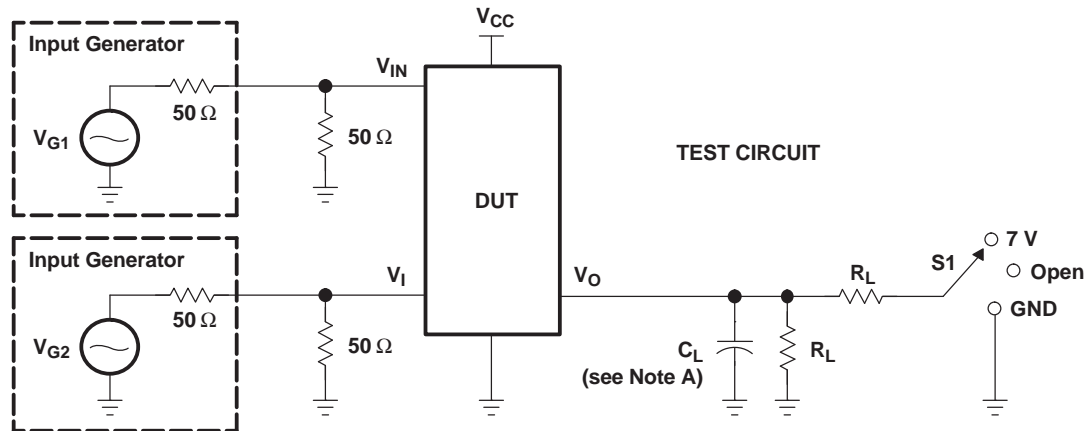 VCC
Input Generator
VIN
50 Ω
VG1
50 Ω
TEST CIRCUIT
DUT
7 V
Input Generator
S1
Open
VI
VO
RL
GND
50 Ω
VG2
50 Ω
CL
RL
(see Note A)